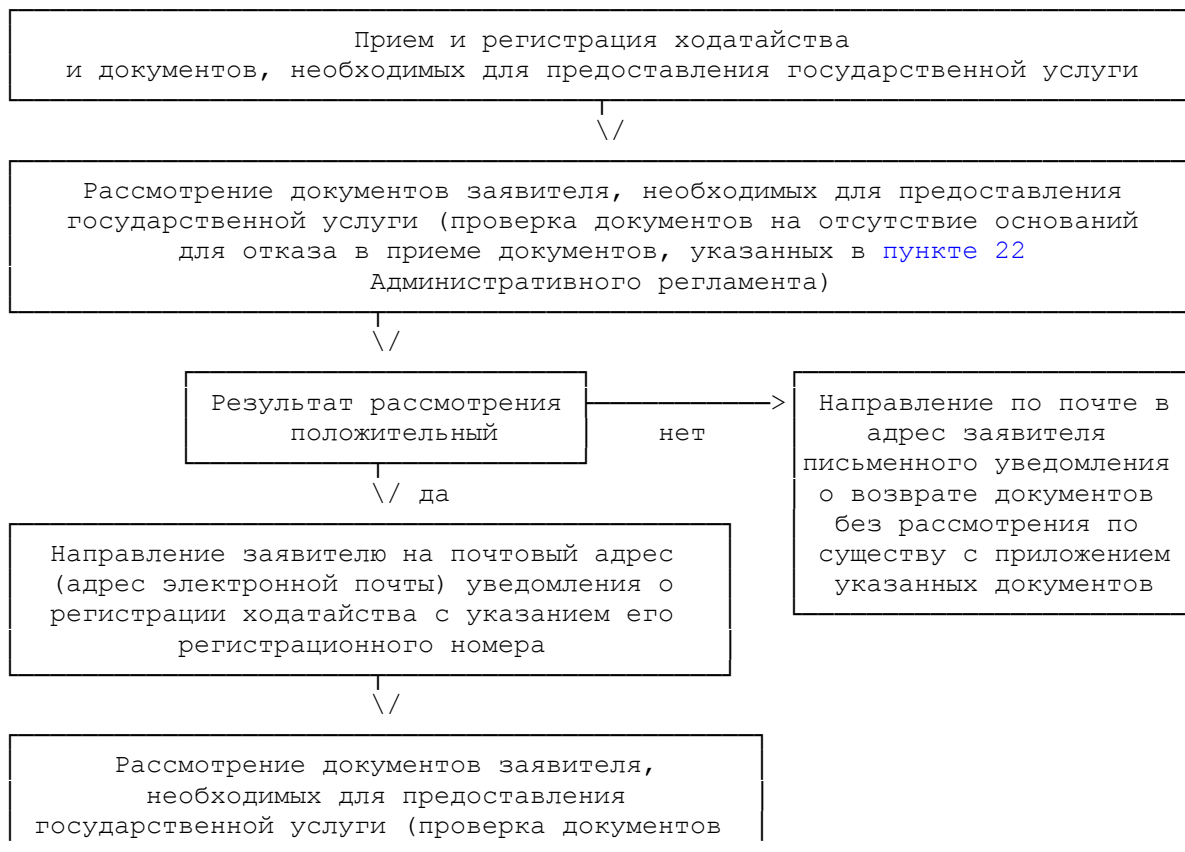 Прием и регистрация ходатайства
и документов, необходимых для предоставления государственной услуги
\/
Рассмотрение документов заявителя, необходимых для предоставления
государственной услуги (проверка документов на отсутствие оснований
для отказа в приеме документов, указанных в пункте 22
Административного регламента)
\/
Результат рассмотрения
положительный
нет
>
Направление по почте в
адрес заявителя
письменного уведомления
о возврате документов
без рассмотрения по
существу с приложением
указанных документов
\/ да
Направление заявителю на почтовый адрес
(адрес электронной почты) уведомления о
регистрации ходатайства с указанием его
регистрационного номера
\/
Рассмотрение документов заявителя,
необходимых для предоставления
государственной услуги (проверка документов